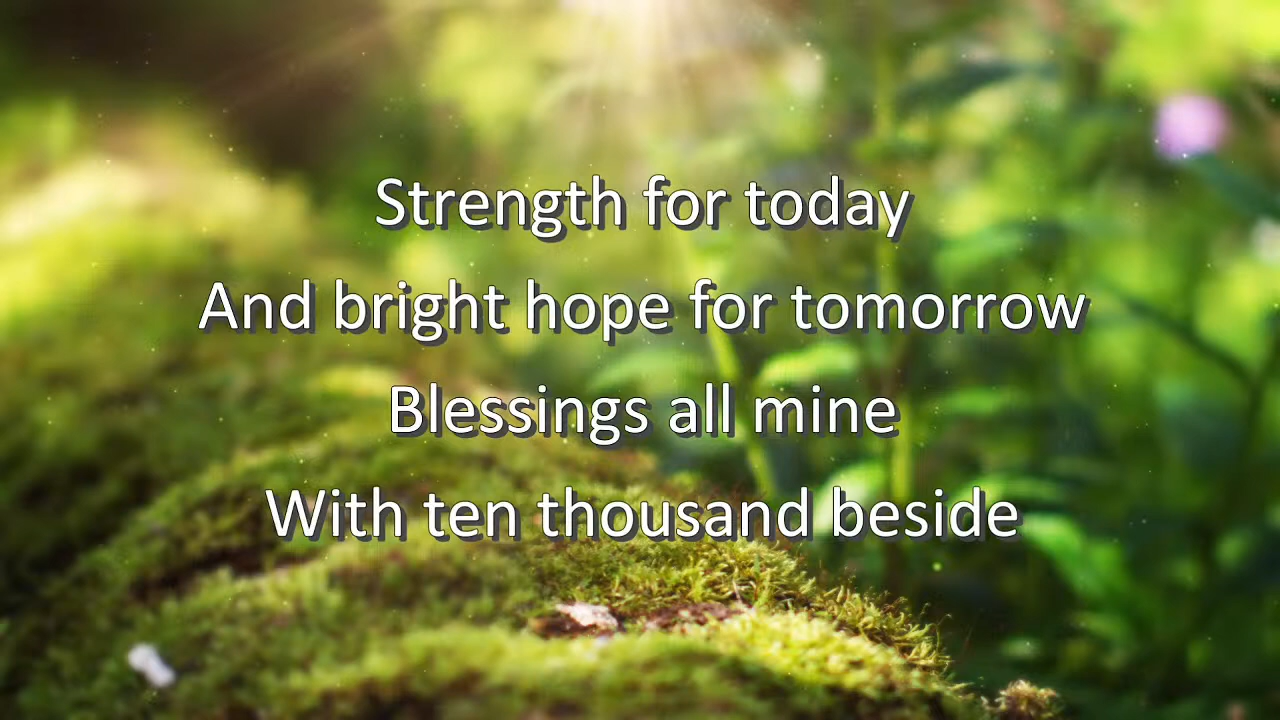 Strength for today
And bright hope for tomorrow
Blessings all mine
With ten thousand beside